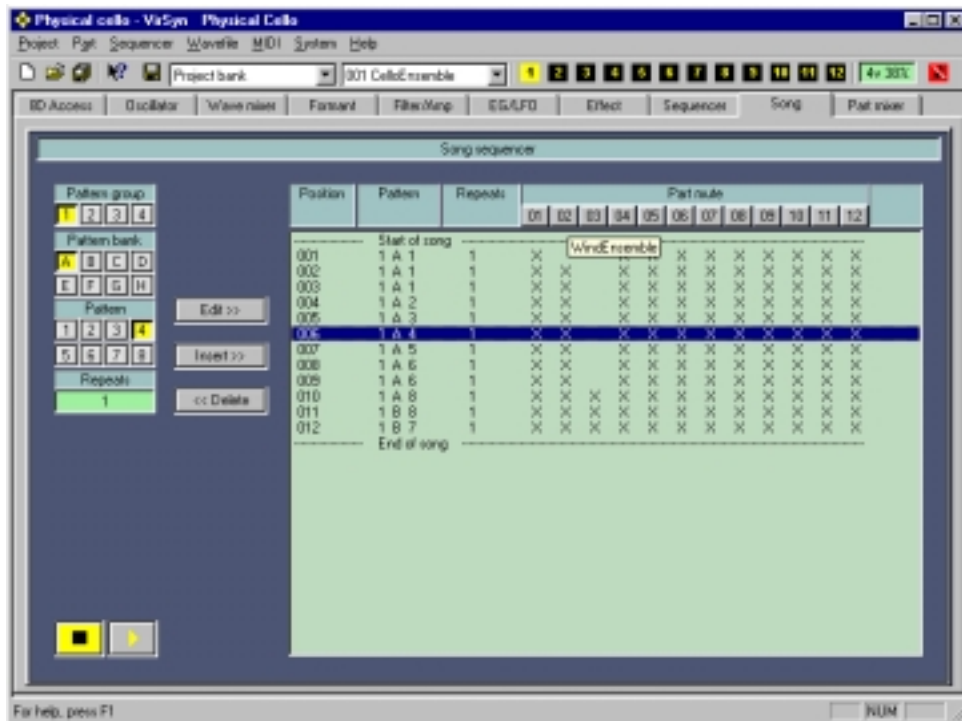 Physical cello - VirSyn Physical Cello
Project Part Sequencer Wavefile MIDI System Help
Project bank 001 CelloEnsemble 1 2 3 4 5 6 7 8 9 10 11 12 4v 38%
BD Access Oscillator Wave mixer Formant Filter/Amp EG/LFO Effect Sequencer Song Part mixer
Song sequencer
Pattern group
1 2 3 4
Pattern bank
A B C D
E F G H
Pattern
1 2 3 4
5 6 7 8
Repeats
1
Edit >>
Insert >>
<< Delete
Position Pattern Repeats Part mute
01 02 03 04 05 06 07 08 09 10 11 12
WindEnsemble
---------- Start of song ----------
001 1 A 1 1 X X X X X X X X X X
002 1 A 1 1 X X X X X X X X X X X
003 1 A 1 1 X X X X X X X X X X X
004 1 A 2 1 X X X X X X X X X X X
005 1 A 3 1 X X X X X X X X X X X
006 1 A 4 1 X X X X X X X X X X X
007 1 A 5 1 X X X X X X X X X X X
008 1 A 6 1 X X X X X X X X X X X
009 1 A 6 1 X X X X X X X X X X X
010 1 A 8 1 X X X X X X X X X X X X
011 1 B 8 1 X X X X X X X X X X X X
012 1 B 7 1 X X X X X X X X X X X X
---------- End of song ----------
For help, press F1
NUM